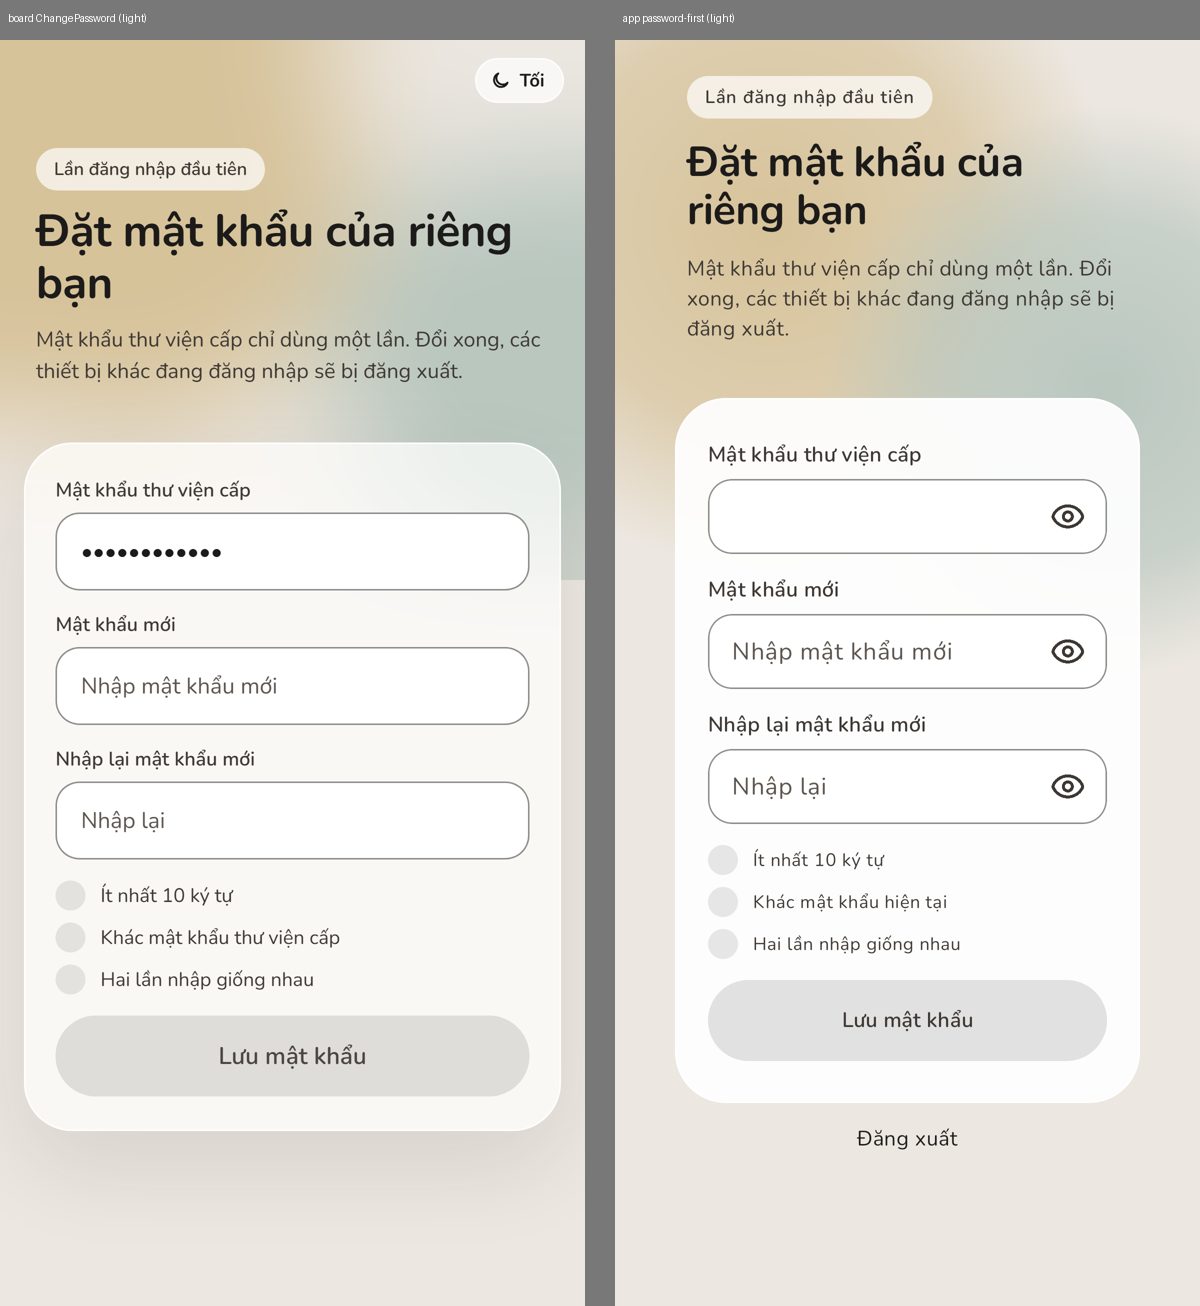 board ChangePassword (light)
Tối
Lần đăng nhập đầu tiên
Đặt mật khẩu của riêng
bạn
Mật khẩu thư viện cấp chỉ dùng một lần. Đổi xong, các
thiết bị khác đang đăng nhập sẽ bị đăng xuất.
Mật khẩu thư viện cấp
••••••••••••
Mật khẩu mới
Nhập mật khẩu mới
Nhập lại mật khẩu mới
Nhập lại
Ít nhất 10 ký tự
Khác mật khẩu thư viện cấp
Hai lần nhập giống nhau
Lưu mật khẩu
app password-first (light)
Lần đăng nhập đầu tiên
Đặt mật khẩu của
riêng bạn
Mật khẩu thư viện cấp chỉ dùng một lần. Đổi
xong, các thiết bị khác đang đăng nhập sẽ bị
đăng xuất.
Mật khẩu thư viện cấp
Mật khẩu mới
Nhập mật khẩu mới
Nhập lại mật khẩu mới
Nhập lại
Ít nhất 10 ký tự
Khác mật khẩu hiện tại
Hai lần nhập giống nhau
Lưu mật khẩu
Đăng xuất